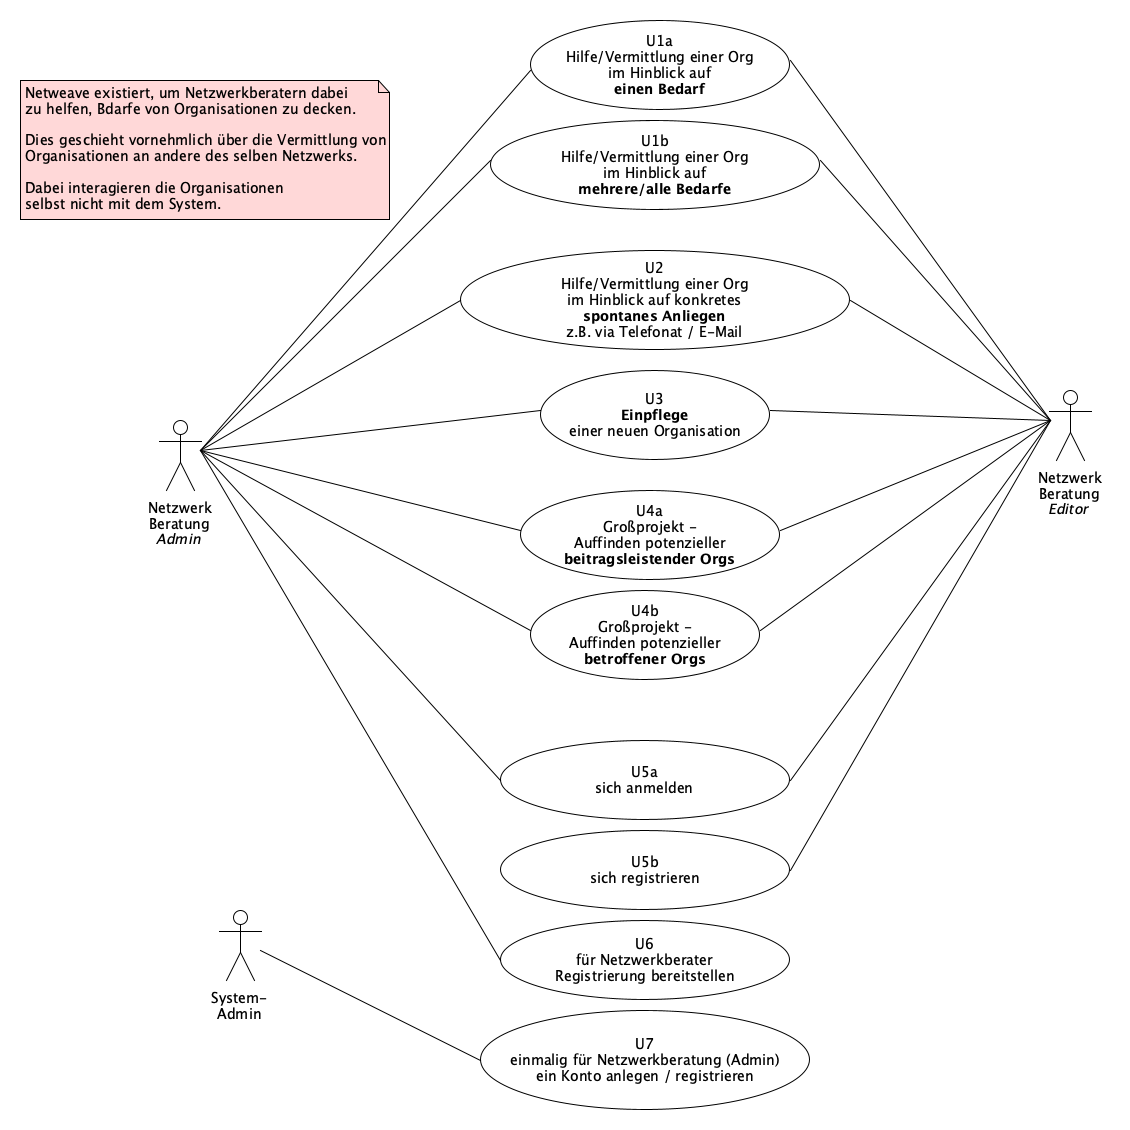 U1a
Hilfe/Vermittlung einer Org
im Hinblick auf
einen Bedarf
Netweave existiert, um Netzwerkberatern dabei
zu helfen, Bdarfe von Organisationen zu decken.
Dies geschieht vornehmlich über die Vermittlung von
Organisationen an andere des selben Netzwerks.
Dabei interagieren die Organisationen
selbst nicht mit dem System.
U1b
Hilfe/Vermittlung einer Org
im Hinblick auf
mehrere/alle Bedarfe
U2
Hilfe/Vermittlung einer Org
im Hinblick auf konkretes
spontanes Anliegen
z.B. via Telefonat / E-Mail
U3
Einpflege
einer neuen Organisation
Netzwerk
Beratung
Admin
Netzwerk
Beratung
Editor
U4a
Großprojekt -
Auffinden potenzieller
beitragsleistender Orgs
U4b
Großprojekt -
Auffinden potenzieller
betroffener Orgs
U5a
sich anmelden
U5b
sich registrieren
U6
für Netzwerkberater
Registrierung bereitstellen
System-
Admin
U7
einmalig für Netzwerkberatung (Admin)
ein Konto anlegen / registrieren